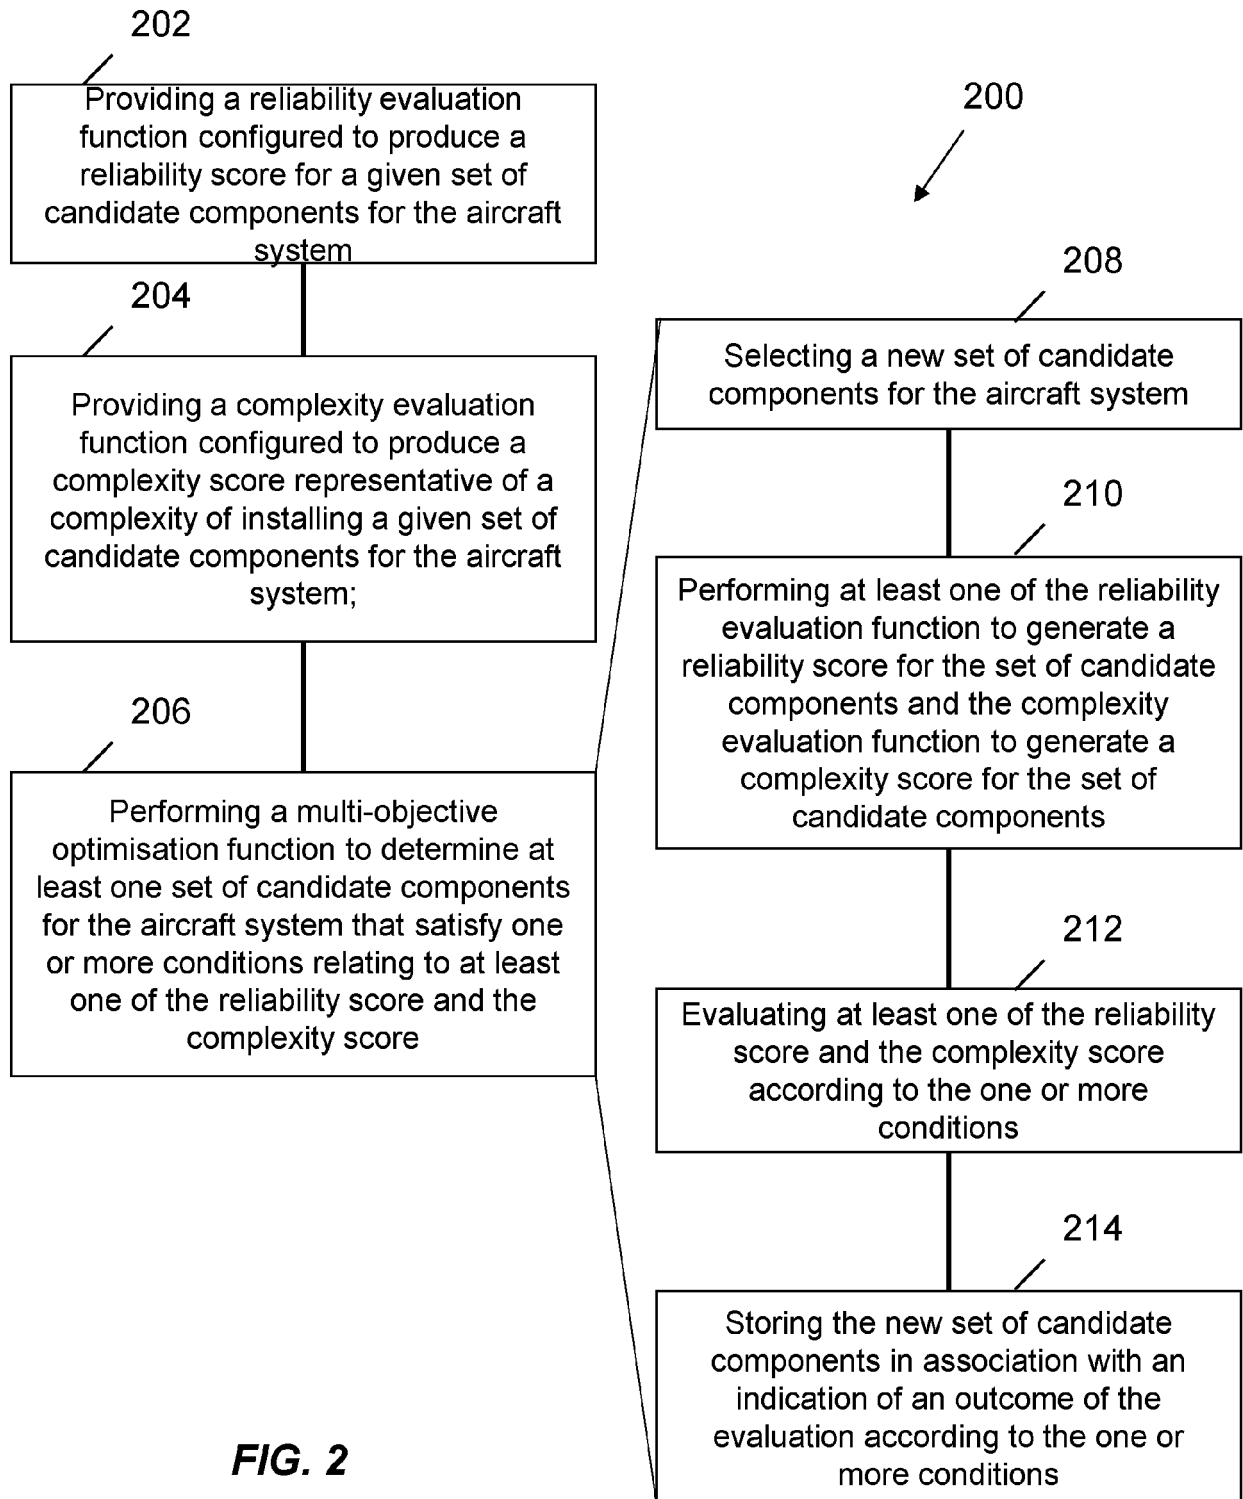 202
Providing a reliability evaluation
function configured to produce a
reliability score for a given set of
candidate components for the aircraft
system
204
Providing a complexity evaluation
function configured to produce a
complexity score representative of a
complexity of installing a given set of
candidate components for the aircraft
system;
206
Performing a multi-objective
optimisation function to determine at
least one set of candidate components
for the aircraft system that satisfy one
or more conditions relating to at least
one of the reliability score and the
complexity score
200
208
Selecting a new set of candidate
components for the aircraft system
210
Performing at least one of the reliability
evaluation function to generate a
reliability score for the set of candidate
components and the complexity
evaluation function to generate a
complexity score for the set of
candidate components
212
Evaluating at least one of the reliability
score and the complexity score
according to the one or more
conditions
214
Storing the new set of candidate
components in association with an
indication of an outcome of the
evaluation according to the one or
more conditions
FIG. 2